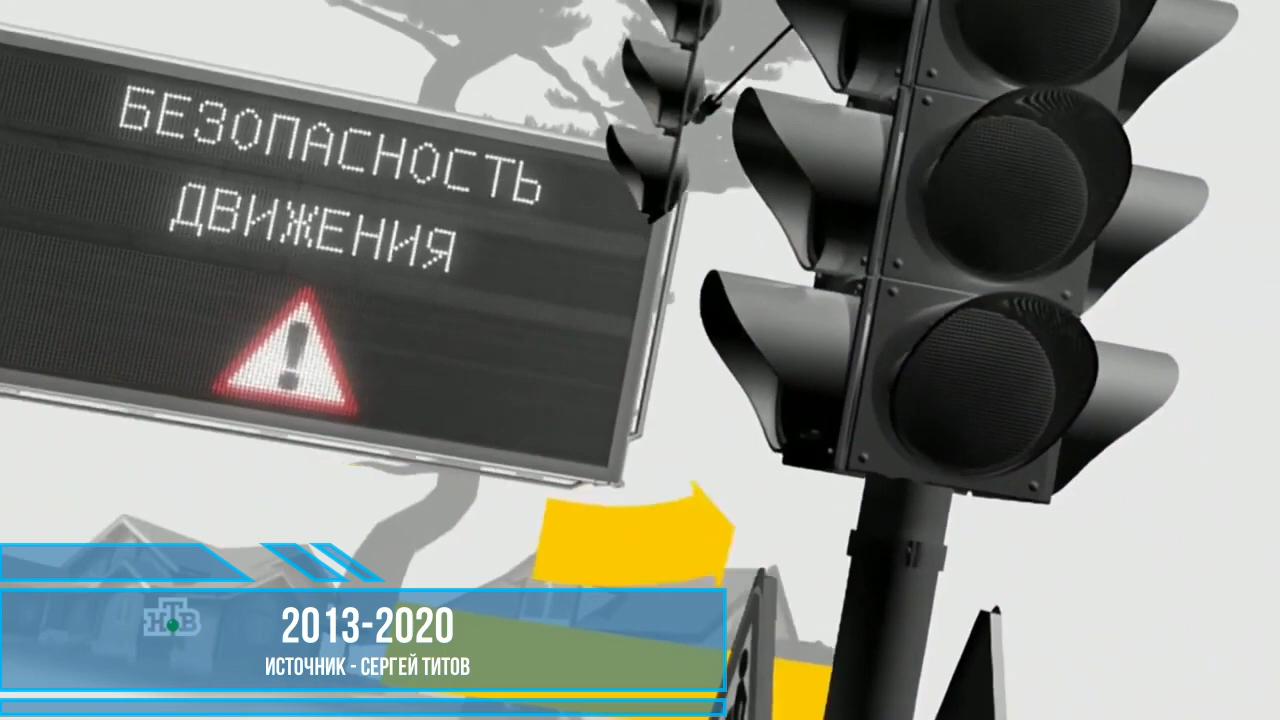 БЕЗОПАСНОСТЬ
ДВИЖЕНИЯ
НТВ
2013-2020
ИСТОЧНИК - СЕРГЕЙ ТИТОВ